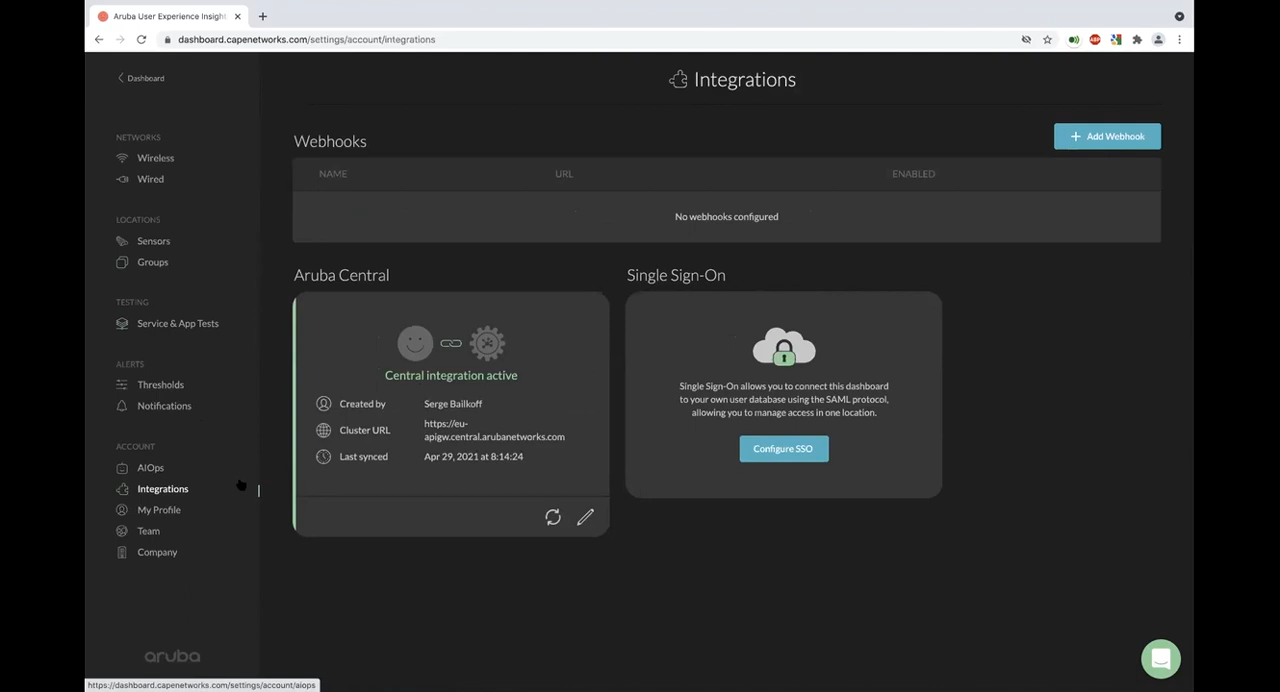 Aruba User Experience Insight
dashboard.capenetworks.com/settings/account/integrations
ABP
Dashboard
Integrations
NETWORKS
Wireless
Wired
LOCATIONS
Sensors
Groups
TESTING
Service & App Tests
ALERTS
Thresholds
Notifications
ACCOUNT
AIOps
Integrations
My Profile
Team
Company
aruba
https://dashboard.capenetworks.com/settings/account/aiops
Webhooks
Add Webhook
NAME URL ENABLED
No webhooks configured
Aruba Central
Central integration active
Created by Serge Bailkoff
Cluster URL https://eu-
apigw.central.arubanetworks.com
Last synced Apr 29, 2021 at 8:14:24
Single Sign-On
Single Sign-On allows you to connect this dashboard
to your own user database using the SAML protocol,
allowing you to manage access in one location.
Configure SSO